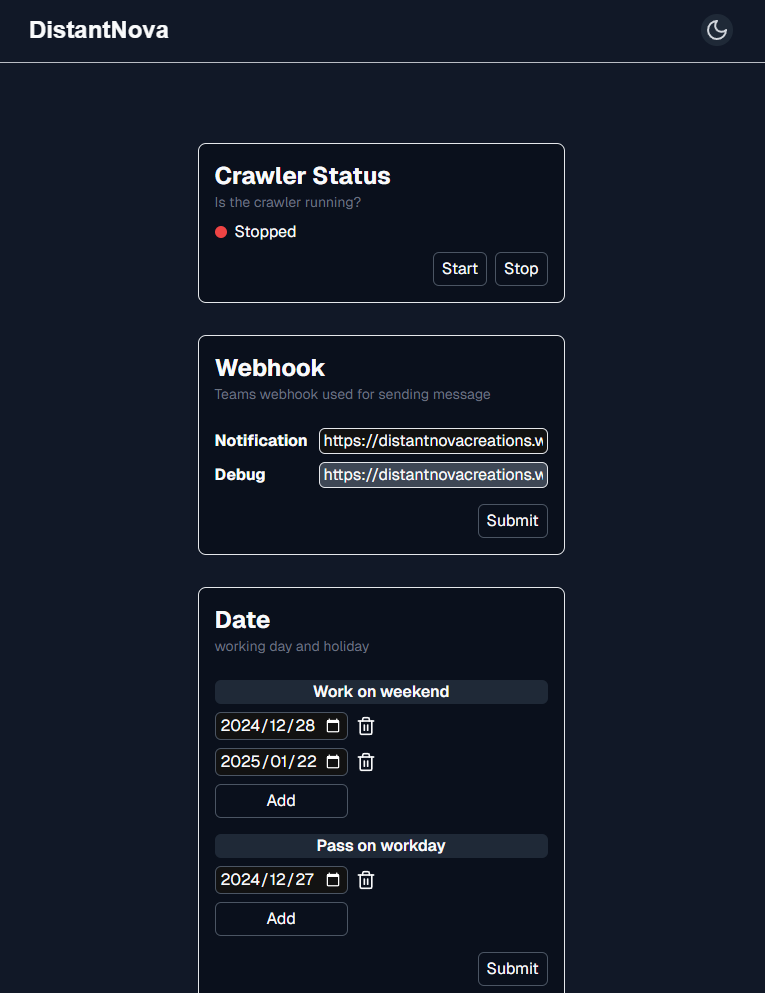 DistantNova
Crawler Status
Is the crawler running?
Stopped
Start Stop
Webhook
Teams webhook used for sending message
Notification https://distantnovacreations.w
Debug https://distantnovacreations.w
Submit
Date
working day and holiday
Work on weekend
2024/12/28
2025/01/22
Add
Pass on workday
2024/12/27
Add
Submit